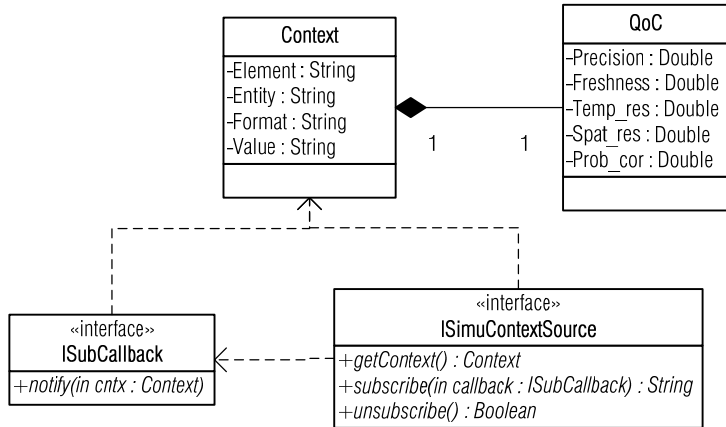 Context
-Element : String
-Entity : String
-Format : String
-Value : String
1
1
QoC
-Precision : Double
-Freshness : Double
-Temp_res : Double
-Spat_res : Double
-Prob_cor : Double
«interface»
ISubCallback
+notify(in cntx : Context)
«interface»
ISimuContextSource
+getContext() : Context
+subscribe(in callback : ISubCallback) : String
+unsubscribe() : Boolean